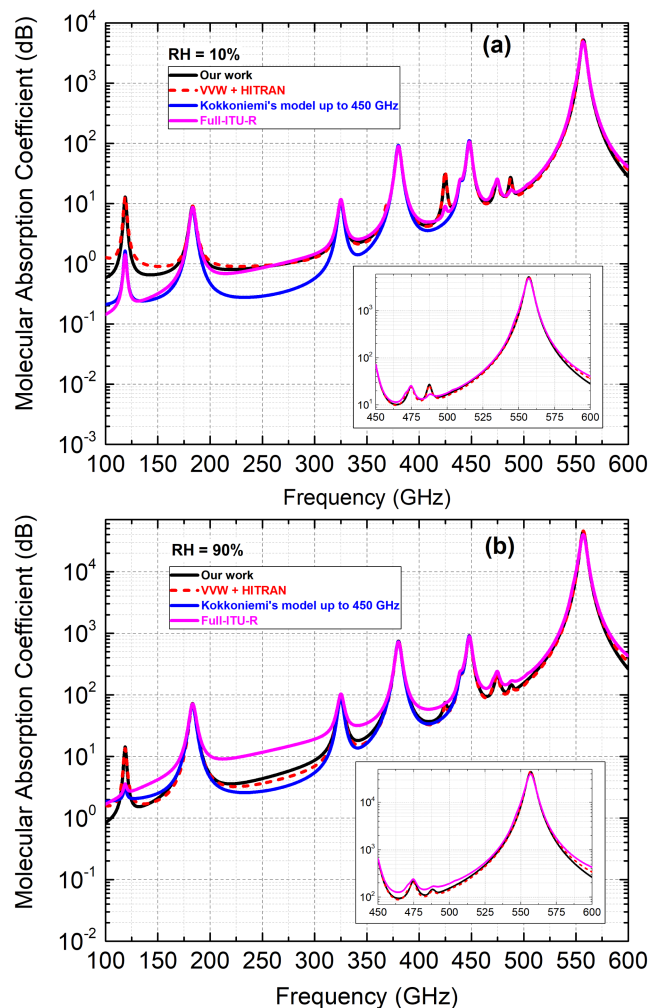 Molecular Absorption Coefficient (dB)
10⁴
10³
10²
10¹
10⁰
10⁻¹
10⁻²
10⁻³
RH = 10%
(a)
Our work
VVW + HITRAN
Kokkoniemi's model up to 450 GHz
Full-ITU-R
10³
10²
10¹
450 475 500 525 550 575 600
100 150 200 250 300 350 400 450 500 550 600
Frequency (GHz)
Molecular Absorption Coefficient (dB)
10⁴
10³
10²
10¹
10⁰
10⁻¹
10⁻²
RH = 90%
(b)
Our work
VVW + HITRAN
Kokkoniemi's model up to 450 GHz
Full-ITU-R
10⁴
10³
10²
450 475 500 525 550 575 600
100 150 200 250 300 350 400 450 500 550 600
Frequency (GHz)